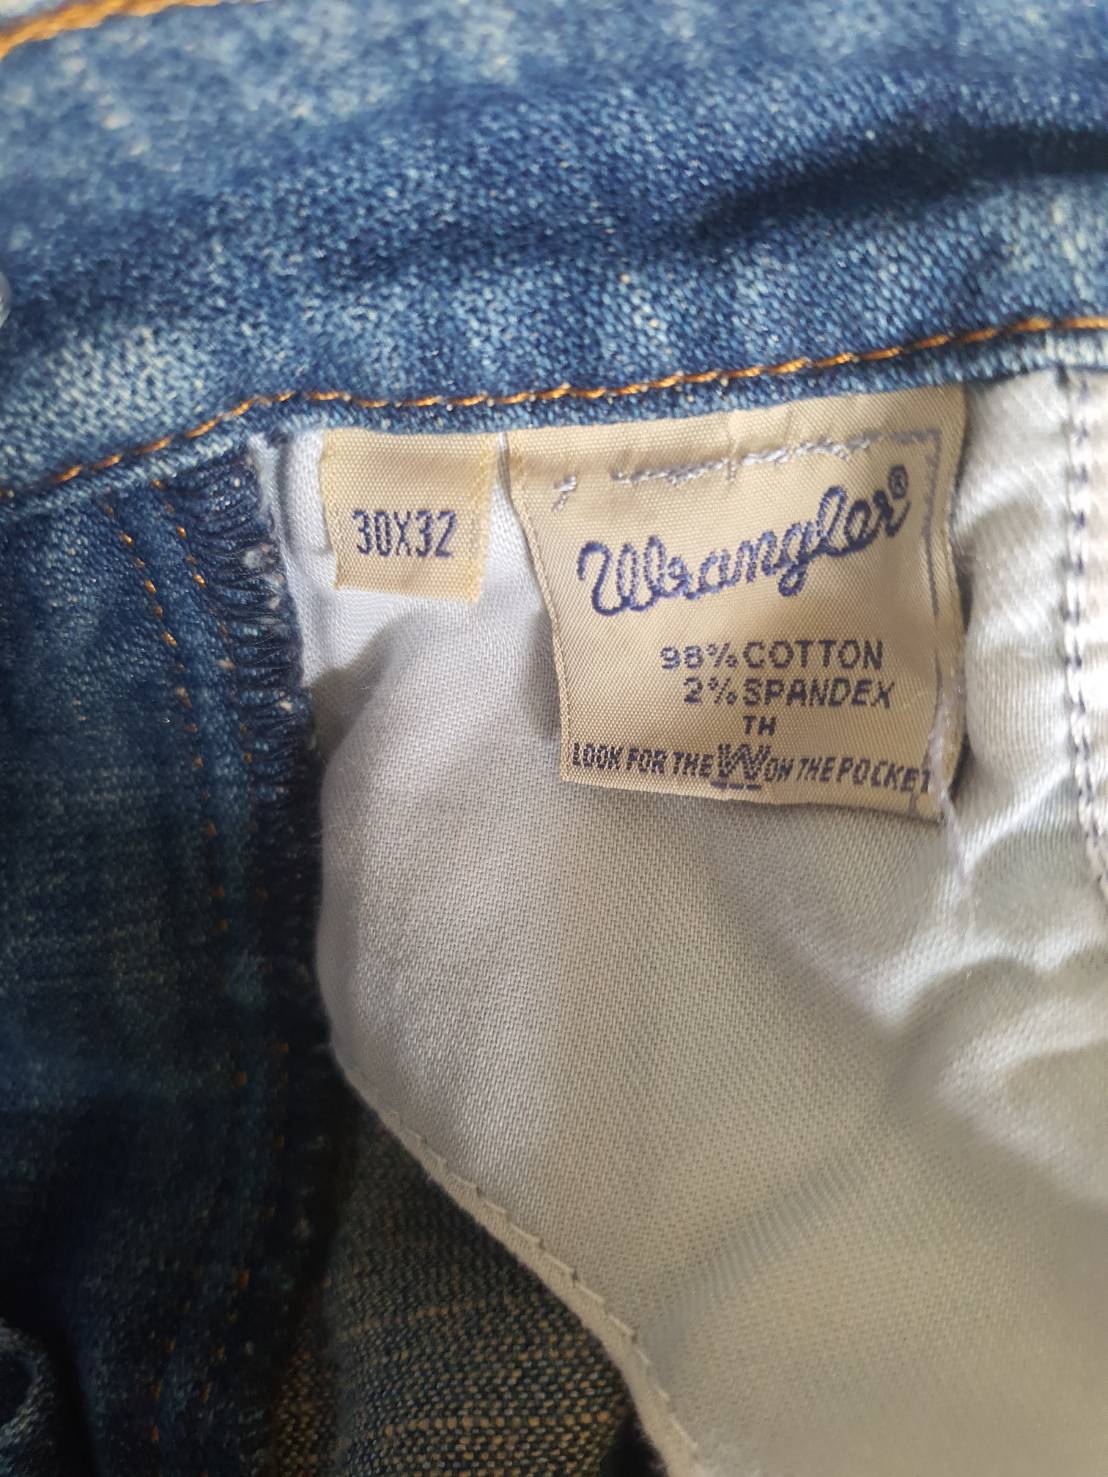 30X32
Wrangler®
98% COTTON
2% SPANDEX
TH
LOOK FOR THE W ON THE POCKET